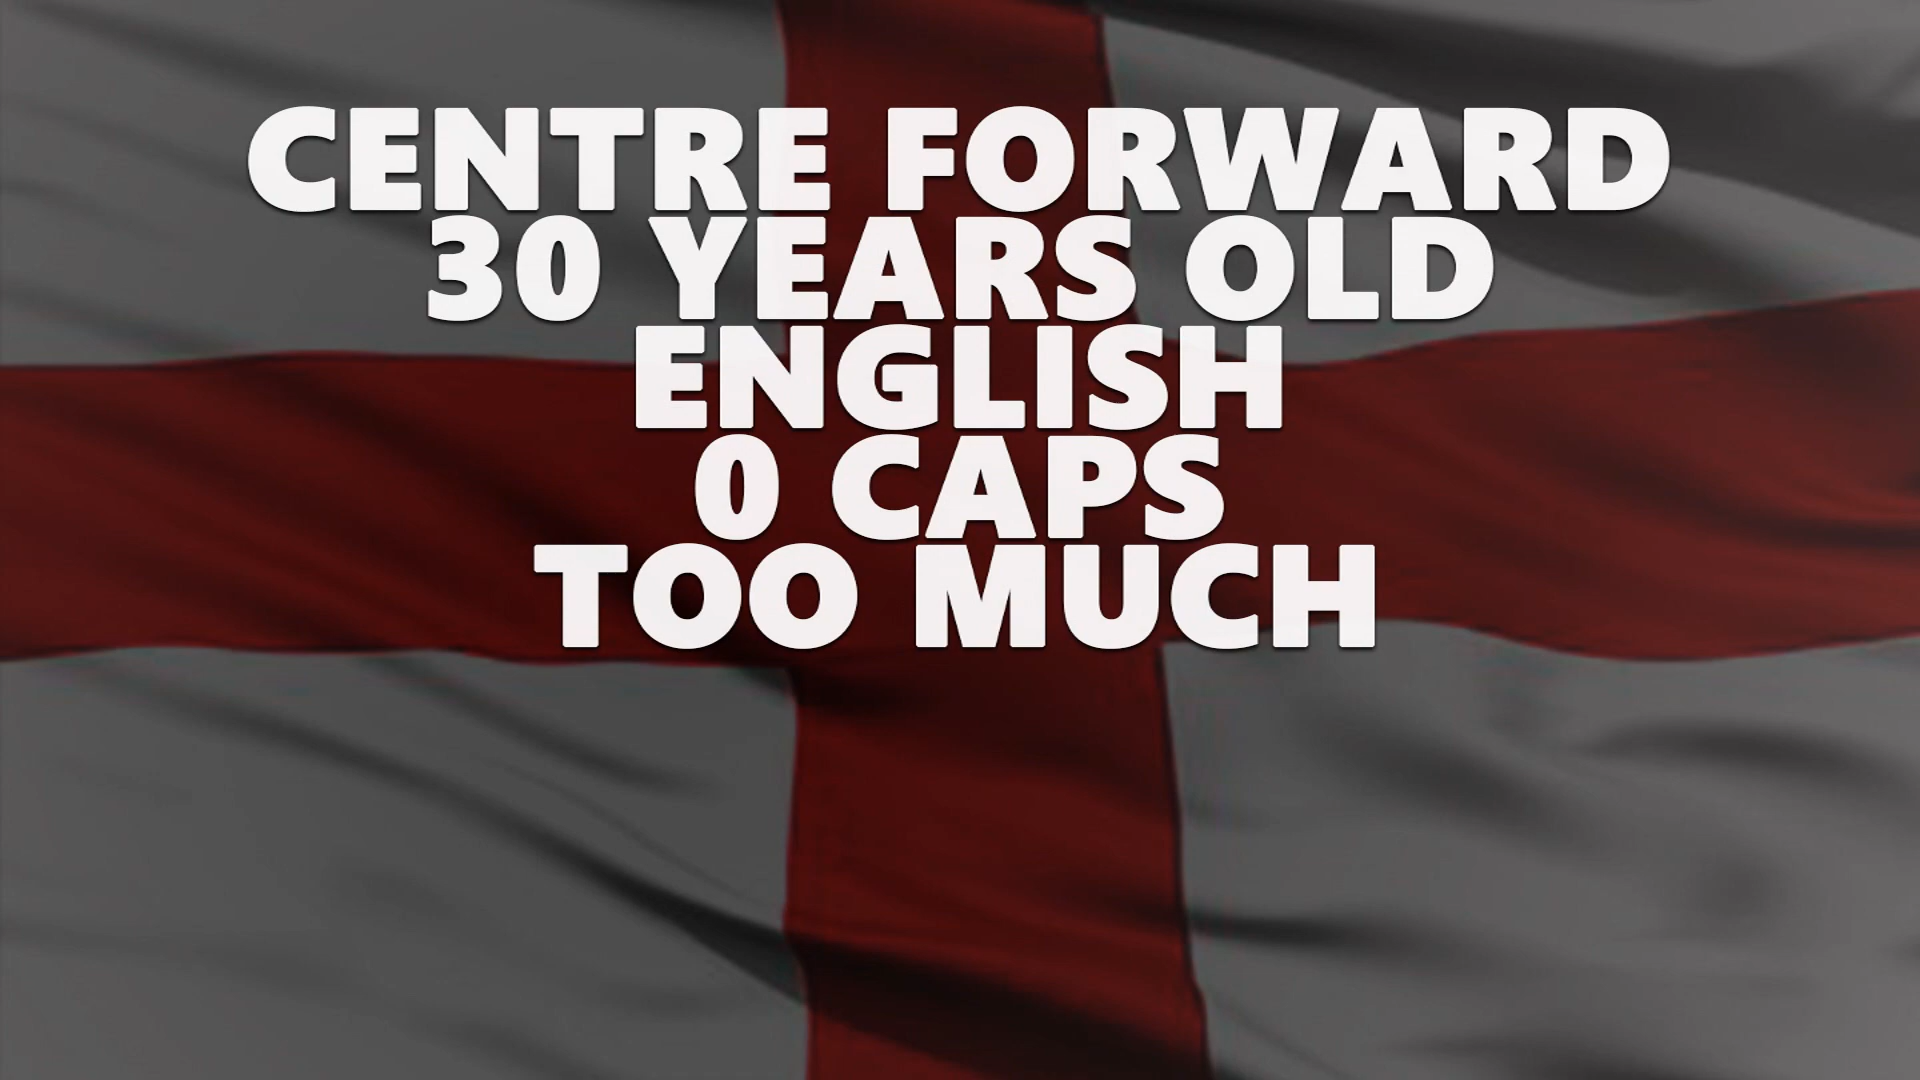 CENTRE FORWARD
30 YEARS OLD
ENGLISH
0 CAPS
TOO MUCH